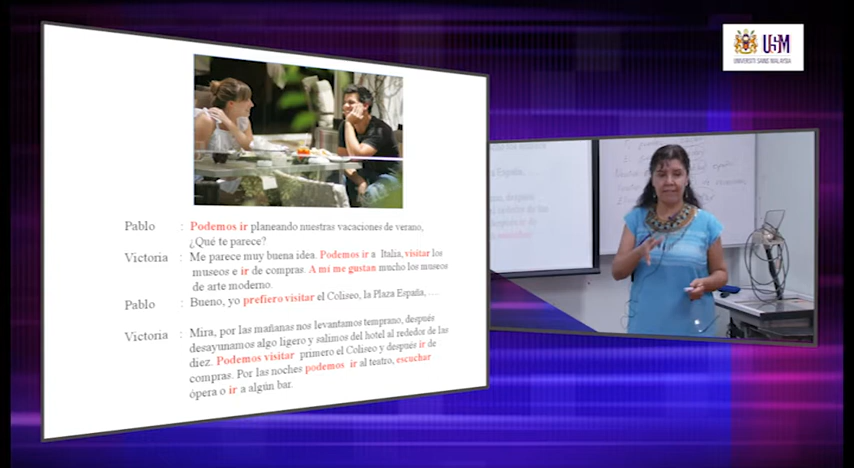 USM
UNIVERSITI SAINS MALAYSIA
Pablo : Podemos ir planeando nuestras vacaciones de verano,
¿Qué te parece?
Victoria : Me parece muy buena idea. Podemos ir a Italia, visitar los
museos e ir de compras. A mí me gustan mucho los museos
de arte moderno.
Pablo : Bueno, yo prefiero visitar el Coliseo, la Plaza España, ….
Victoria : Mira, por las mañanas nos levantamos temprano, después
desayunamos algo ligero y salimos del hotel al rededor de las
diez. Podemos visitar primero el Coliseo y después ir de
compras. Por las noches podemos ir al teatro, escuchar
ópera o ir a algún bar.